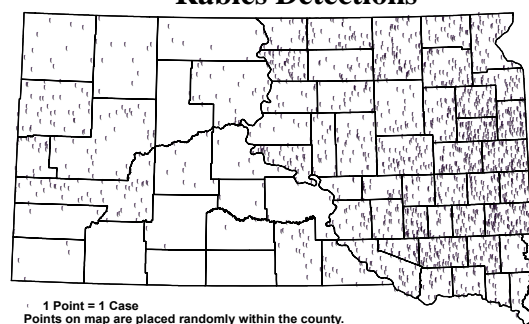 Rabies Detections
1 Point = 1 Case
Points on map are placed randomly within the county.